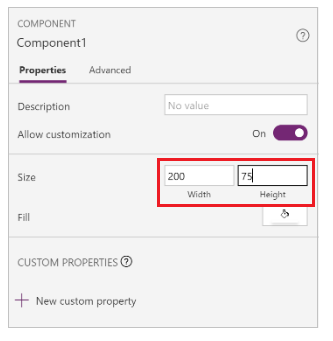 COMPONENT
Component1
Properties Advanced
Description No value
Allow customization On
Size 200 75
Width Height
Fill
CUSTOM PROPERTIES ?
+ New custom property